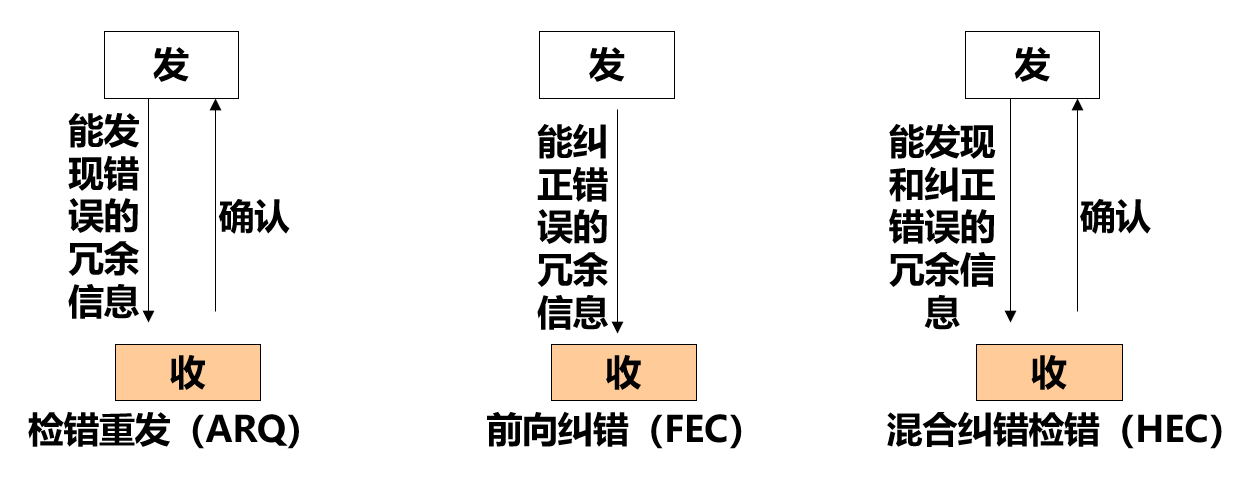 发
能发
现错
误的
冗余
信息
确认
收
检错重发（ARQ）
发
能纠
正错
误的
冗余
信息
收
前向纠错（FEC）
发
能发现
和纠正
错误的
冗余信
息
确认
收
混合纠错检错（HEC）